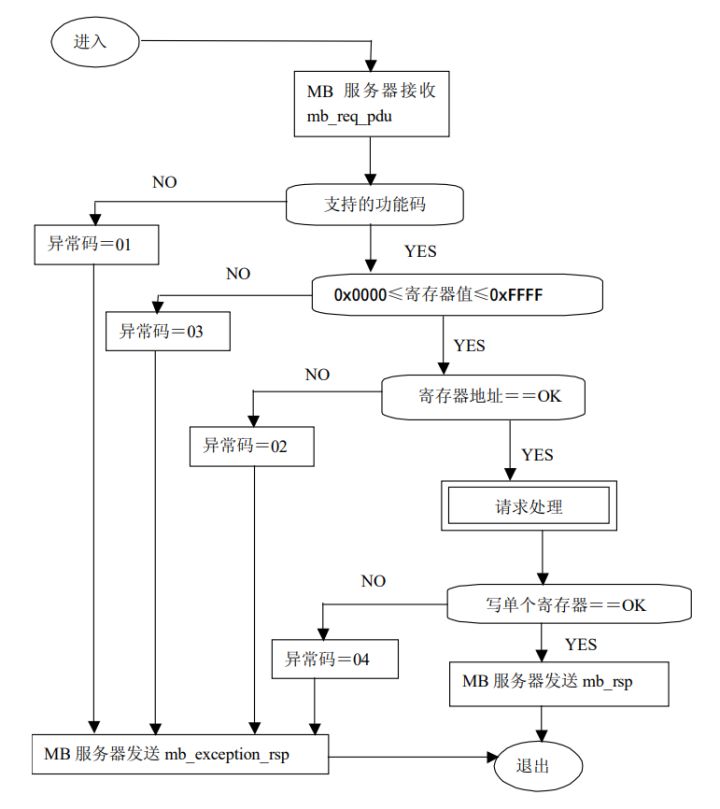 进入
MB 服务器接收
mb_req_pdu
NO
支持的功能码
异常码＝01
YES
NO
0x0000≤寄存器值≤0xFFFF
异常码＝03
YES
NO
寄存器地址＝＝OK
异常码＝02
YES
请求处理
NO
写单个寄存器＝＝OK
YES
异常码＝04
MB 服务器发送 mb_rsp
MB 服务器发送 mb_exception_rsp
退出